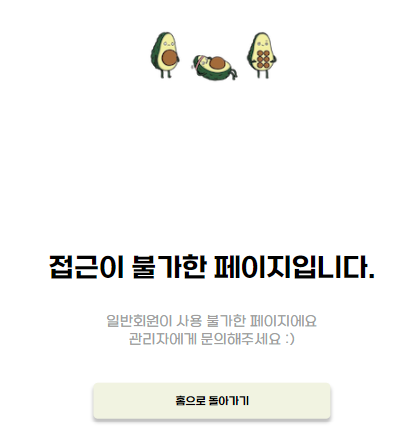 접근이 불가한 페이지입니다.
일반회원이 사용 불가한 페이지에요
관리자에게 문의해주세요 :)
홈으로 돌아가기